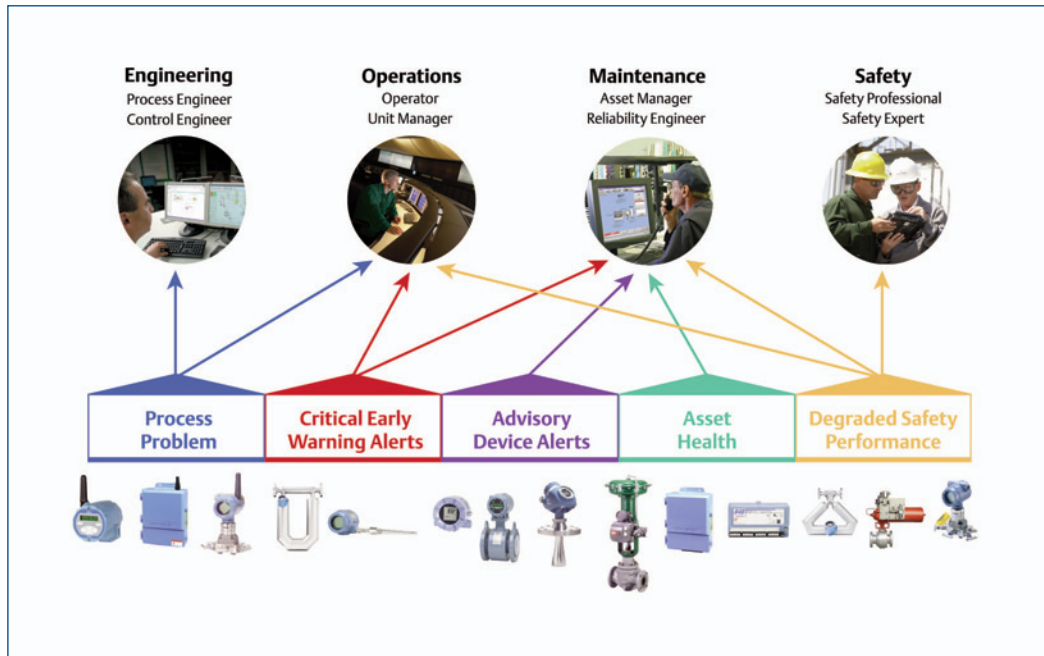 Engineering
Process Engineer
Control Engineer
Operations
Operator
Unit Manager
Maintenance
Asset Manager
Reliability Engineer
Safety
Safety Professional
Safety Expert
Process
Problem
Critical Early
Warning Alerts
Advisory
Device Alerts
Asset
Health
Degraded Safety
Performance